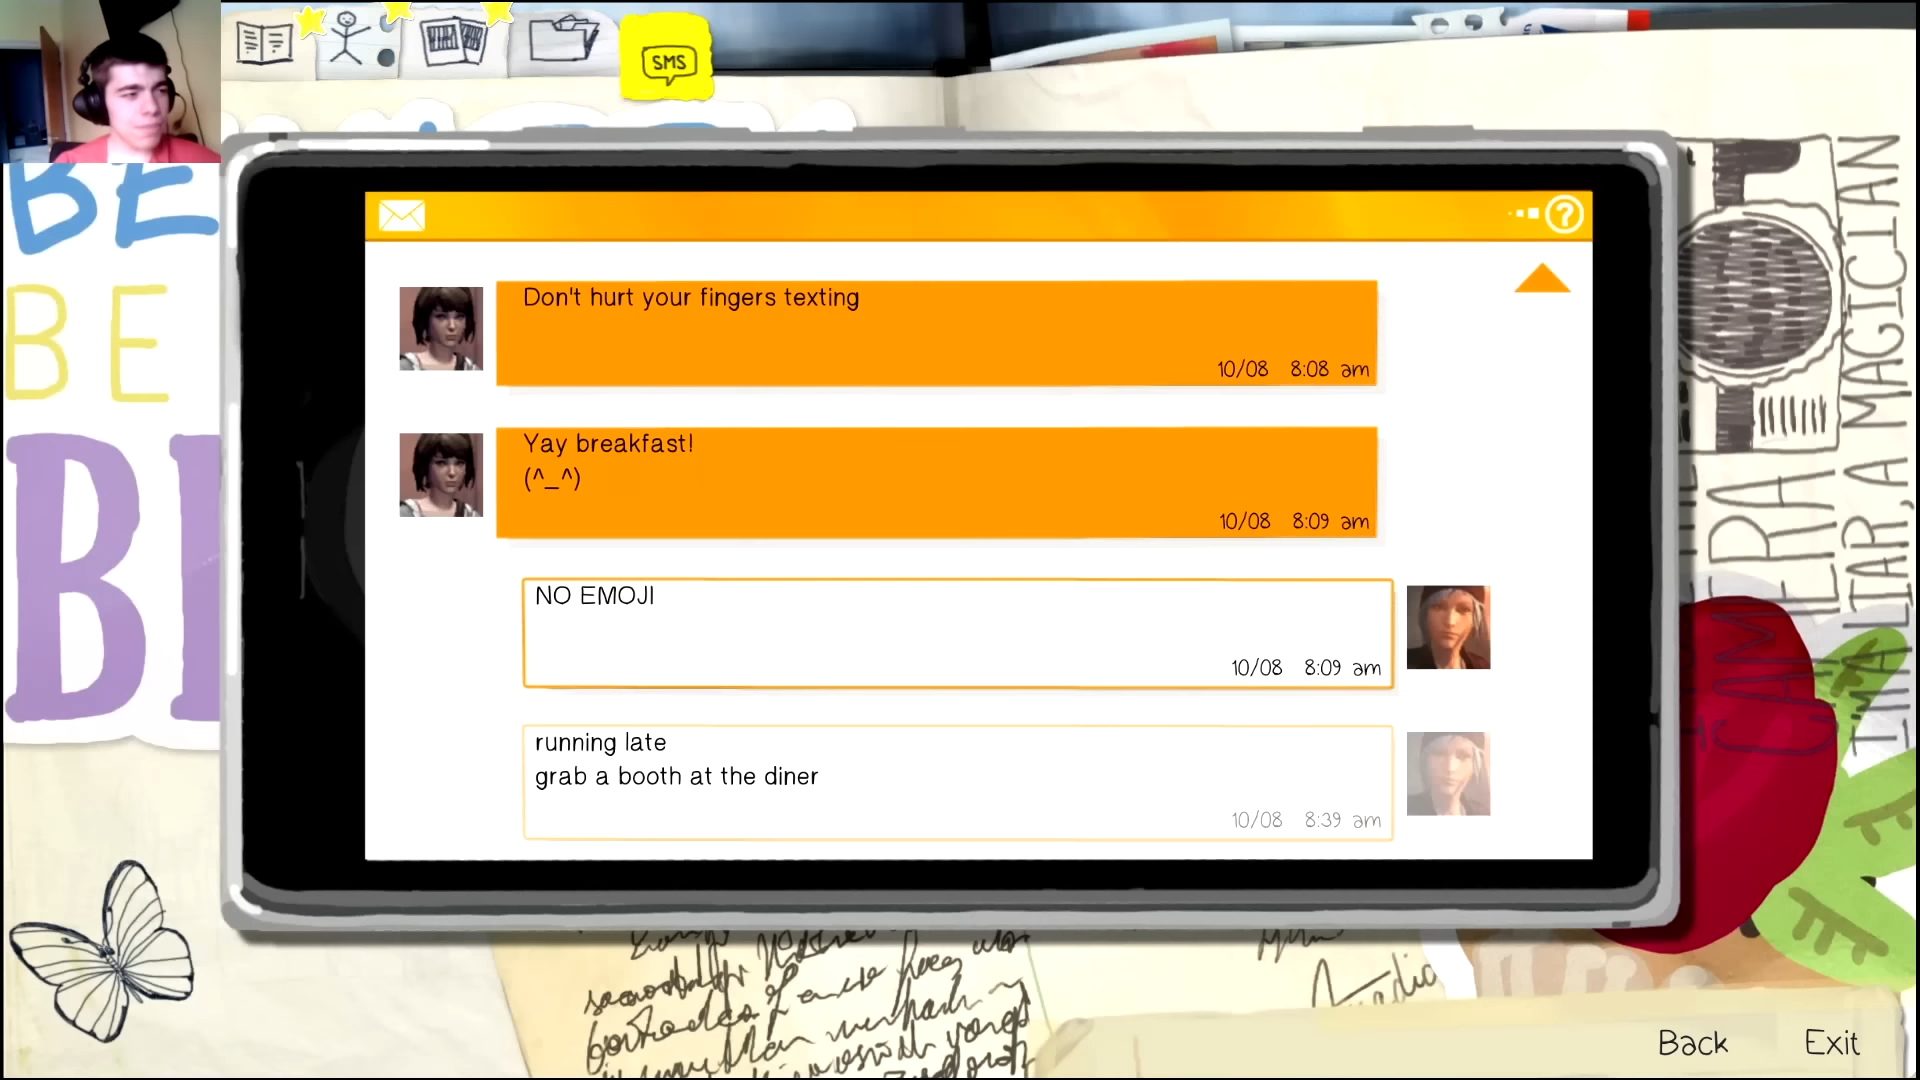 SMS
BE
BE
Don't hurt your fingers texting
10/08 8:08 am
Yay breakfast!
(^_^)
10/08 8:09 am
NO EMOJI
10/08 8:09 am
running late
grab a booth at the diner
10/08 8:39 am
CAMERA
I'M A LIAR, A MAGICIAN
Back
Exit